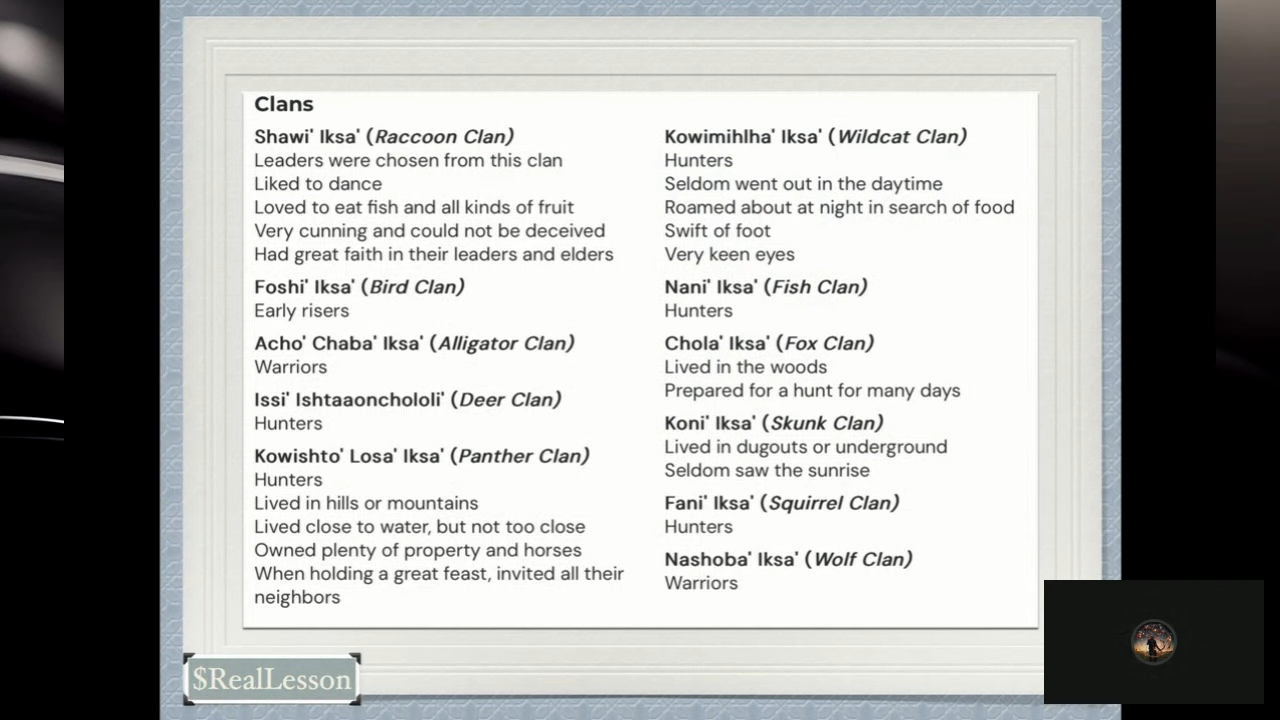 Clans
Shawi' Iksa' (Raccoon Clan)
Leaders were chosen from this clan
Liked to dance
Loved to eat fish and all kinds of fruit
Very cunning and could not be deceived
Had great faith in their leaders and elders
Foshi' Iksa' (Bird Clan)
Early risers
Acho' Chaba' Iksa' (Alligator Clan)
Warriors
Issi' Ishtaaonchololi' (Deer Clan)
Hunters
Kowishto' Losa' Iksa' (Panther Clan)
Hunters
Lived in hills or mountains
Lived close to water, but not too close
Owned plenty of property and horses
When holding a great feast, invited all their
neighbors
Kowimihlha' Iksa' (Wildcat Clan)
Hunters
Seldom went out in the daytime
Roamed about at night in search of food
Swift of foot
Very keen eyes
Nani' Iksa' (Fish Clan)
Hunters
Chola' Iksa' (Fox Clan)
Lived in the woods
Prepared for a hunt for many days
Koni' Iksa' (Skunk Clan)
Lived in dugouts or underground
Seldom saw the sunrise
Fani' Iksa' (Squirrel Clan)
Hunters
Nashoba' Iksa' (Wolf Clan)
Warriors
$RealLesson